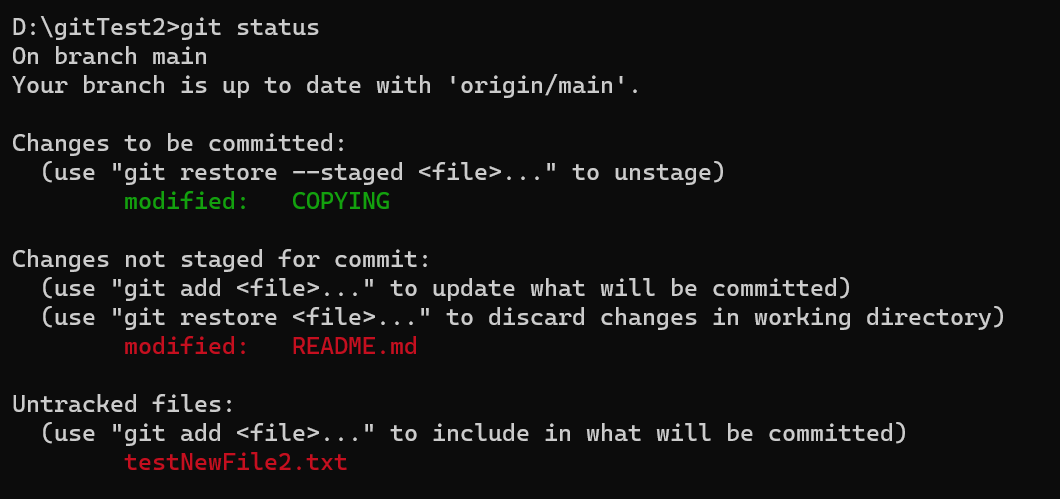 D:\gitTest2>git status
On branch main
Your branch is up to date with 'origin/main'.

Changes to be committed:
  (use "git restore --staged <file>..." to unstage)
        modified:   COPYING

Changes not staged for commit:
  (use "git add <file>..." to update what will be committed)
  (use "git restore <file>..." to discard changes in working directory)
        modified:   README.md

Untracked files:
  (use "git add <file>..." to include in what will be committed)
        testNewFile2.txt